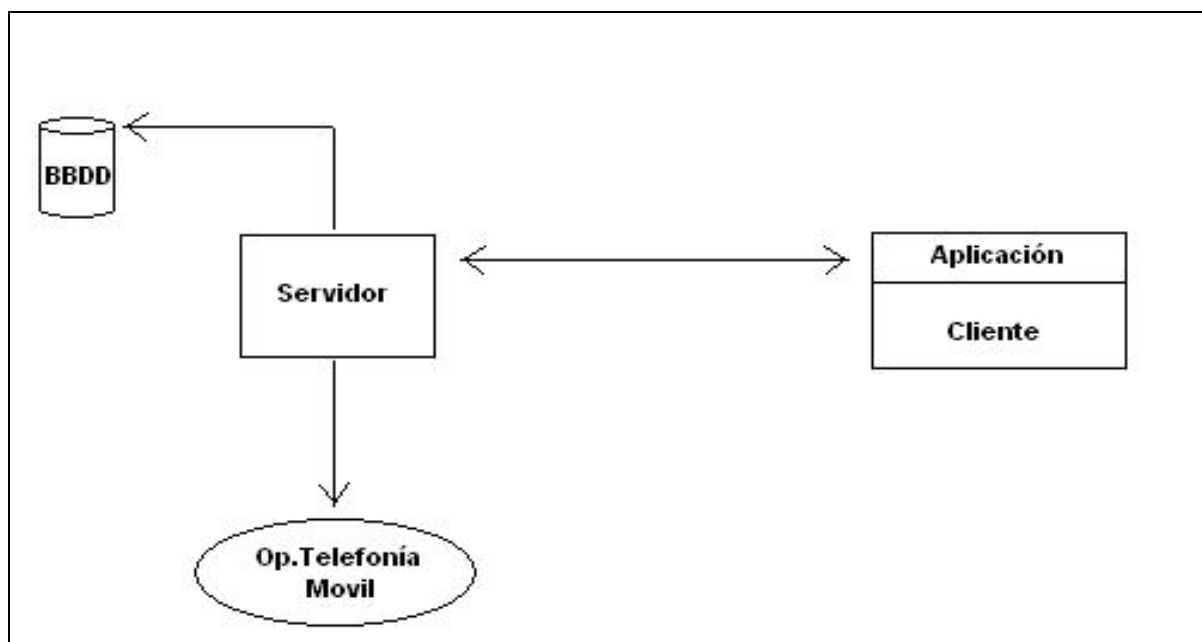 BBDD
Servidor
Aplicación
Cliente
Op.Telefonía
Movil